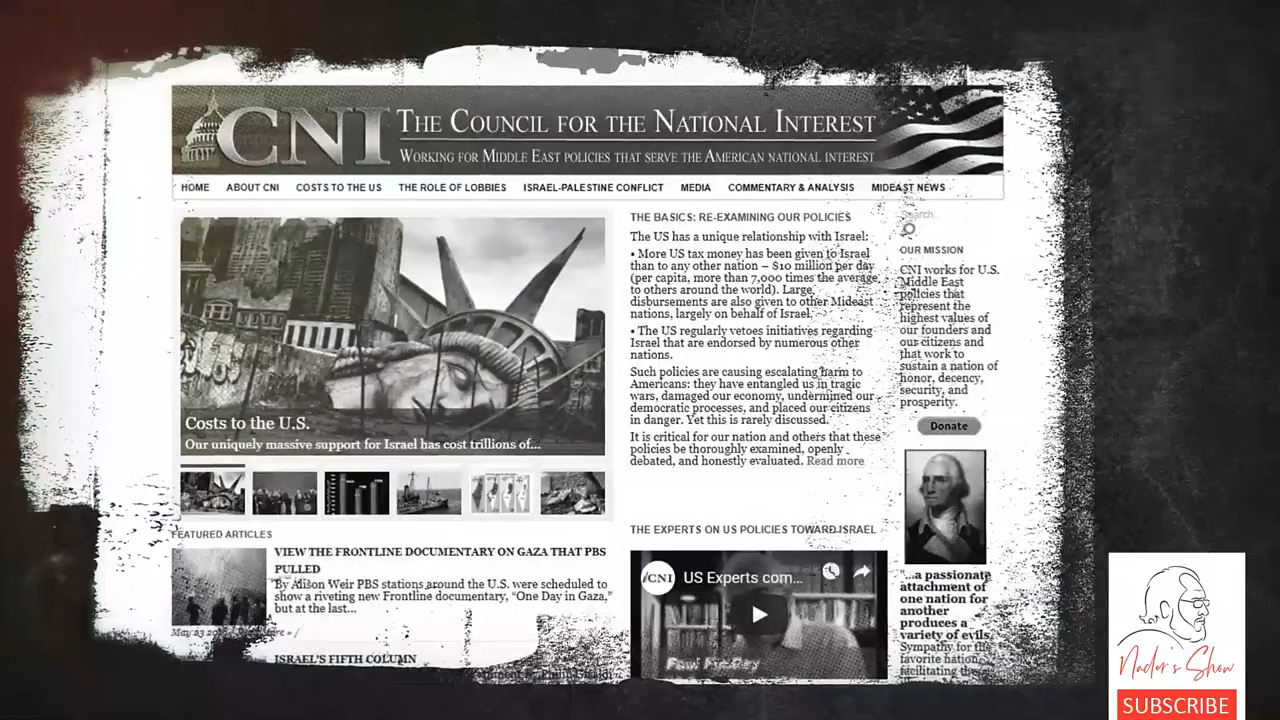 CNI
THE COUNCIL FOR THE NATIONAL INTEREST
WORKING FOR MIDDLE EAST POLICIES THAT SERVE THE AMERICAN NATIONAL INTEREST
HOME ABOUT CNI COSTS TO THE US THE ROLE OF LOBBIES ISRAEL-PALESTINE CONFLICT MEDIA COMMENTARY & ANALYSIS MIDEAST NEWS
Costs to the U.S.
Our uniquely massive support for Israel has cost trillions of...
FEATURED ARTICLES
VIEW THE FRONTLINE DOCUMENTARY ON GAZA THAT PBS
PULLED
By Alison Weir PBS stations around the U.S. were scheduled to
show a riveting new Frontline documentary, “One Day in Gaza,”
but at the last...
May 23
ISRAEL'S FIFTH COLUMN
THE BASICS: RE-EXAMINING OUR POLICIES
The US has a unique relationship with Israel:
• More US tax money has been given to Israel
than to any other nation – $10 million per day
(per capita, more than 7,000 times the average
to others around the world). Large
disbursements are also given to other Mideast
nations, largely on behalf of Israel.
• The US regularly vetoes initiatives regarding
Israel that are endorsed by numerous other
nations.
Such policies are causing escalating harm to
Americans: they have entangled us in tragic
wars, damaged our economy, undermined our
democratic processes, and placed our citizens
in danger. Yet this is rarely discussed.
It is critical for our nation and others that these
policies be thoroughly examined, openly
debated, and honestly evaluated. Read more
THE EXPERTS ON US POLICIES TOWARD ISRAEL
CNI US Experts com...
Search...
OUR MISSION
CNI works for U.S.
Middle East
policies that
represent the
highest values of
our founders and
our citizens and
that work to
sustain a nation of
honor, decency,
security, and
prosperity.
Donate
"...a passionate
attachment of
one nation for
another
produces a
variety of evils.
Sympathy for the
favorite nation,
facilitating the
Nader's Show
SUBSCRIBE